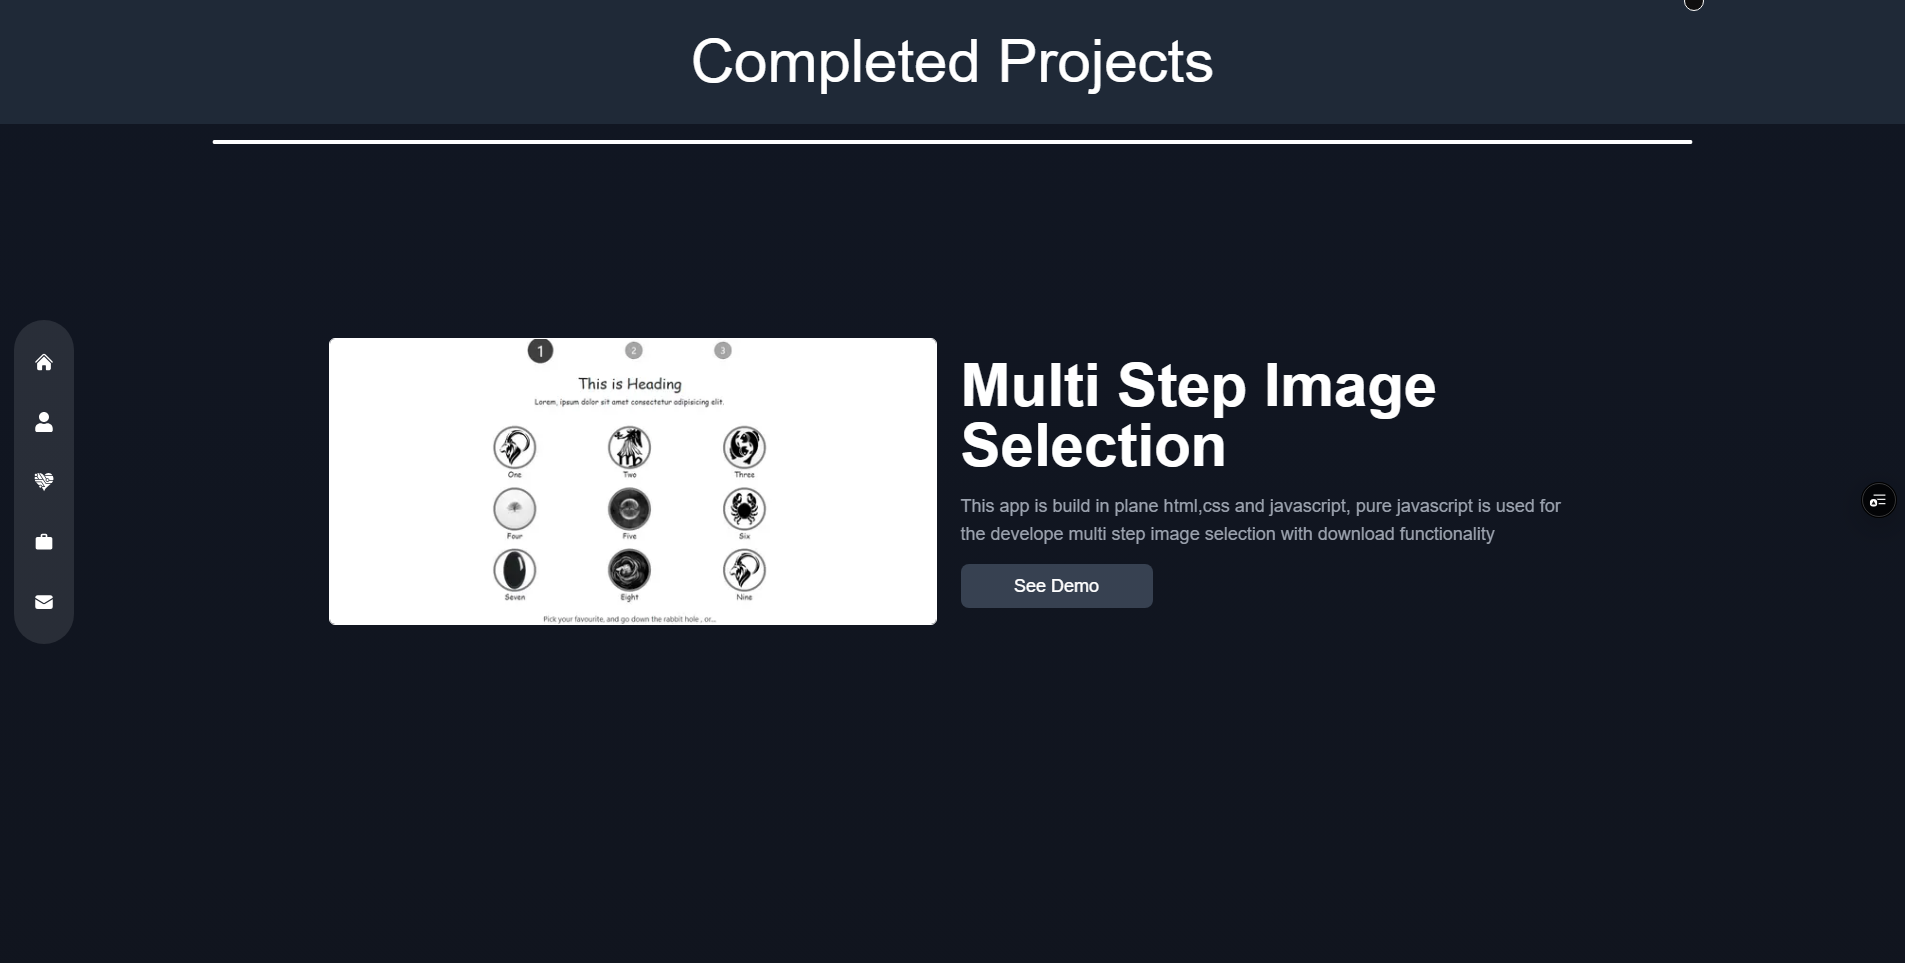 Completed Projects
1 2 3
This is Heading
Lorem, ipsum dolor sit amet consectetur adipisicing elit.
One Two Three
Four Five Six
Seven Eight Nine
Pick your favourite, and go down the rabbit hole , or...
Multi Step Image
Selection
This app is build in plane html,css and javascript, pure javascript is used for
the develope multi step image selection with download functionality
See Demo